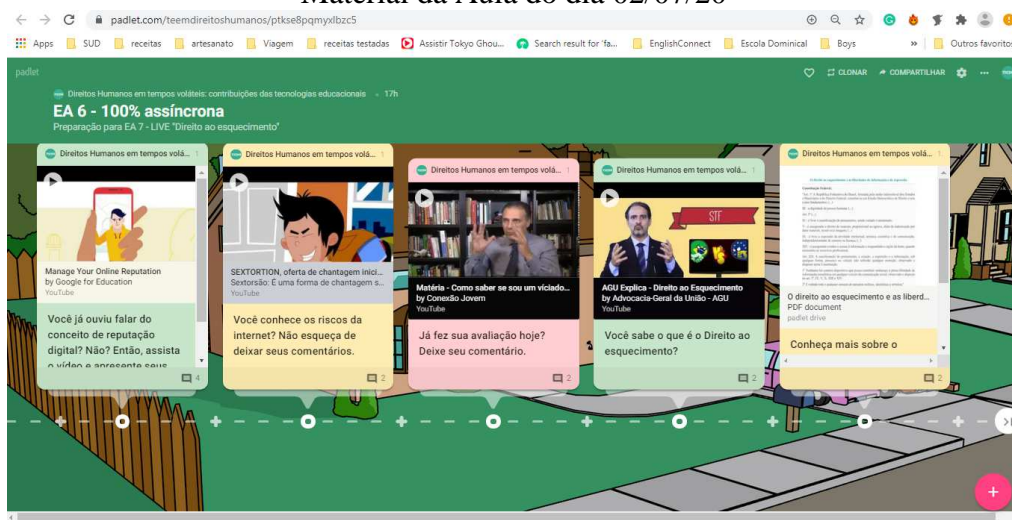 Material da Aula do dia 02/07/20
padlet.com/teemdireitoshumanos/ptkse8pqmyxlbzc5
Apps SUD receitas artesanato Viagem receitas testadas Assistir Tokyo Ghou... Search result for 'fa... EnglishConnect Escola Dominical Boys » Outros favoritos
padlet
CLONAR COMPARTILHAR
Direitos Humanos em tempos voláteis: contribuições das tecnologias educacionais 17h
EA 6 - 100% assíncrona
Preparação para EA 7 - LIVE "Direito ao esquecimento"
Direitos Humanos em tempos volá... 1
Manage Your Online Reputation
by Google for Education
YouTube
Você já ouviu falar do
conceito de reputação
digital? Não? Então, assista
o vídeo e apresente seus
4
Direitos Humanos em tempos volá... 1
SEXTORTION, oferta de chantagem inici...
Sextorsão: É uma forma de chantagem s...
YouTube
Você conhece os riscos da
internet? Não esqueça de
deixar seus comentários.
2
Direitos Humanos em tempos volá... 1
Matéria - Como saber se sou um viciado...
by Conexão Jovem
YouTube
Já fez sua avaliação hoje?
Deixe seu comentário.
2
Direitos Humanos em tempos volá... 1
STF
AGU Explica - Direito ao Esquecimento
by Advocacia-Geral da União - AGU
YouTube
Você sabe o que é o Direito ao
esquecimento?
2
Direitos Humanos em tempos volá... 1
O direito ao esquecimento e as liberd...
PDF document
padlet drive
Conheça mais sobre o
2